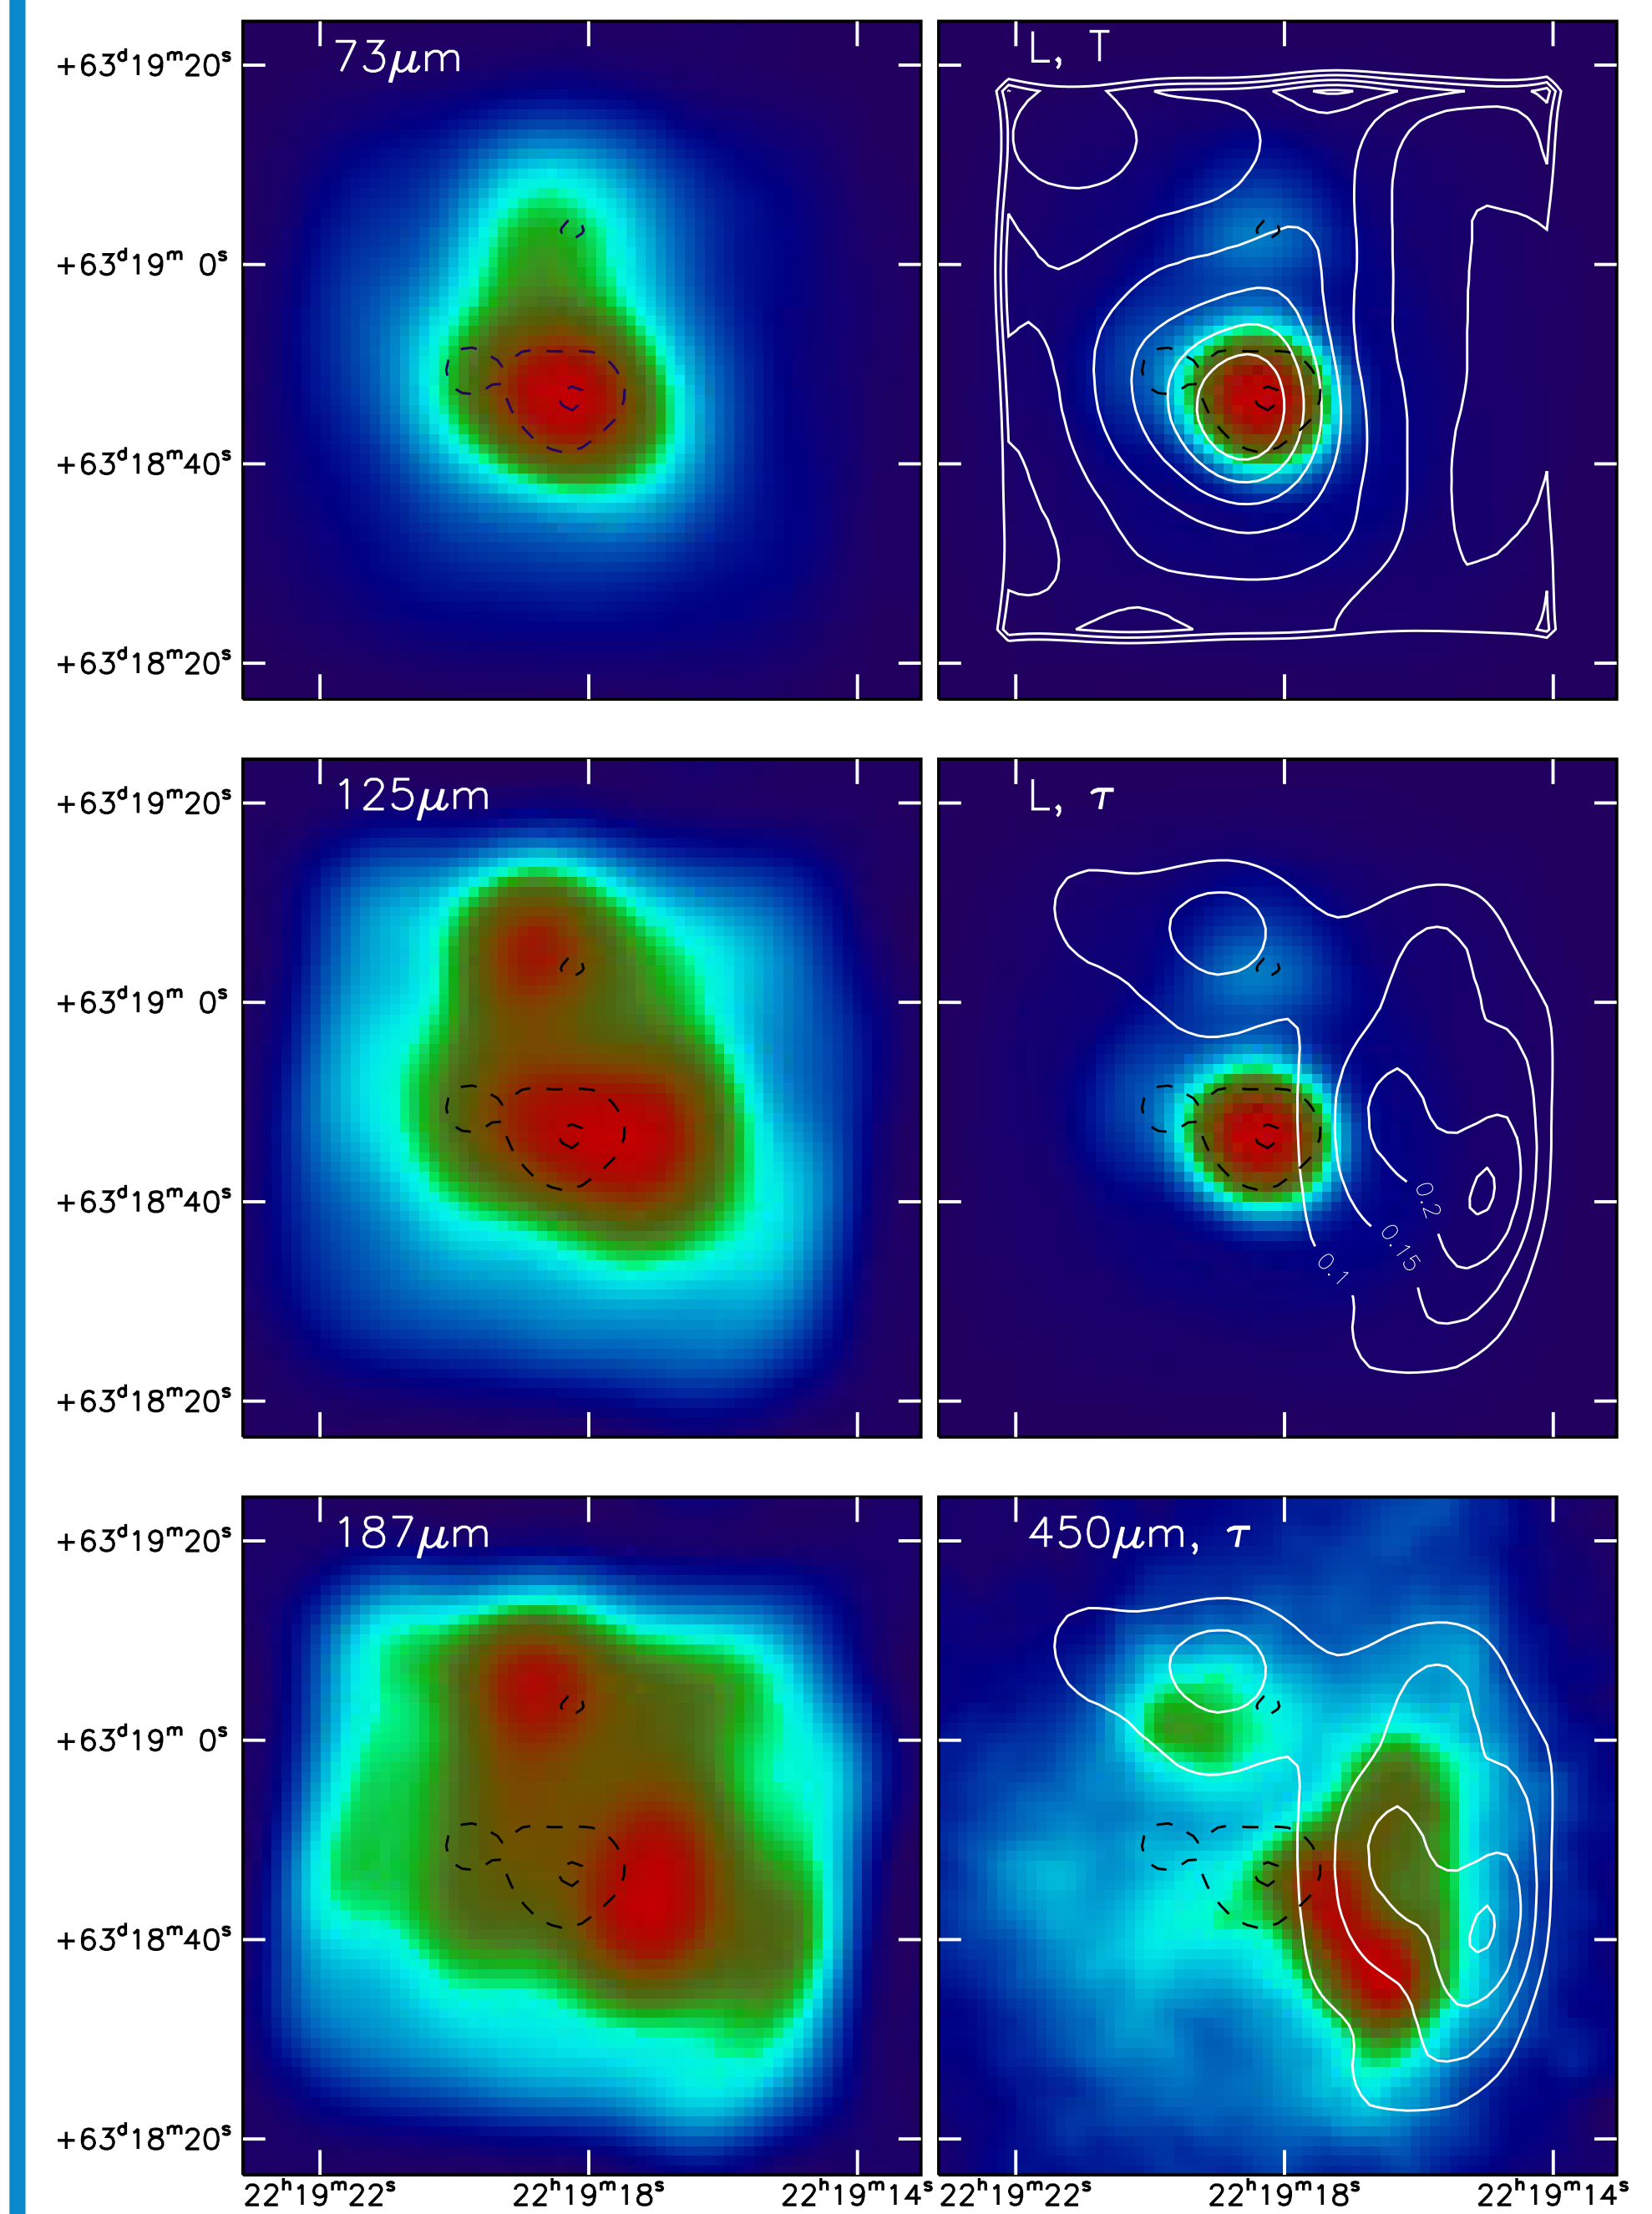 73μm
L, T
+63ᵈ19ᵐ20ˢ
+63ᵈ19ᵐ 0ˢ
+63ᵈ18ᵐ40ˢ
+63ᵈ18ᵐ20ˢ
125μm
L, τ
+63ᵈ19ᵐ20ˢ
+63ᵈ19ᵐ 0ˢ
+63ᵈ18ᵐ40ˢ
+63ᵈ18ᵐ20ˢ
0.2
0.15
0.1
187μm
450μm, τ
+63ᵈ19ᵐ20ˢ
+63ᵈ19ᵐ 0ˢ
+63ᵈ18ᵐ40ˢ
+63ᵈ18ᵐ20ˢ
22ʰ19ᵐ22ˢ 22ʰ19ᵐ18ˢ 22ʰ19ᵐ14ˢ 22ʰ19ᵐ22ˢ 22ʰ19ᵐ18ˢ 22ʰ19ᵐ14ˢ